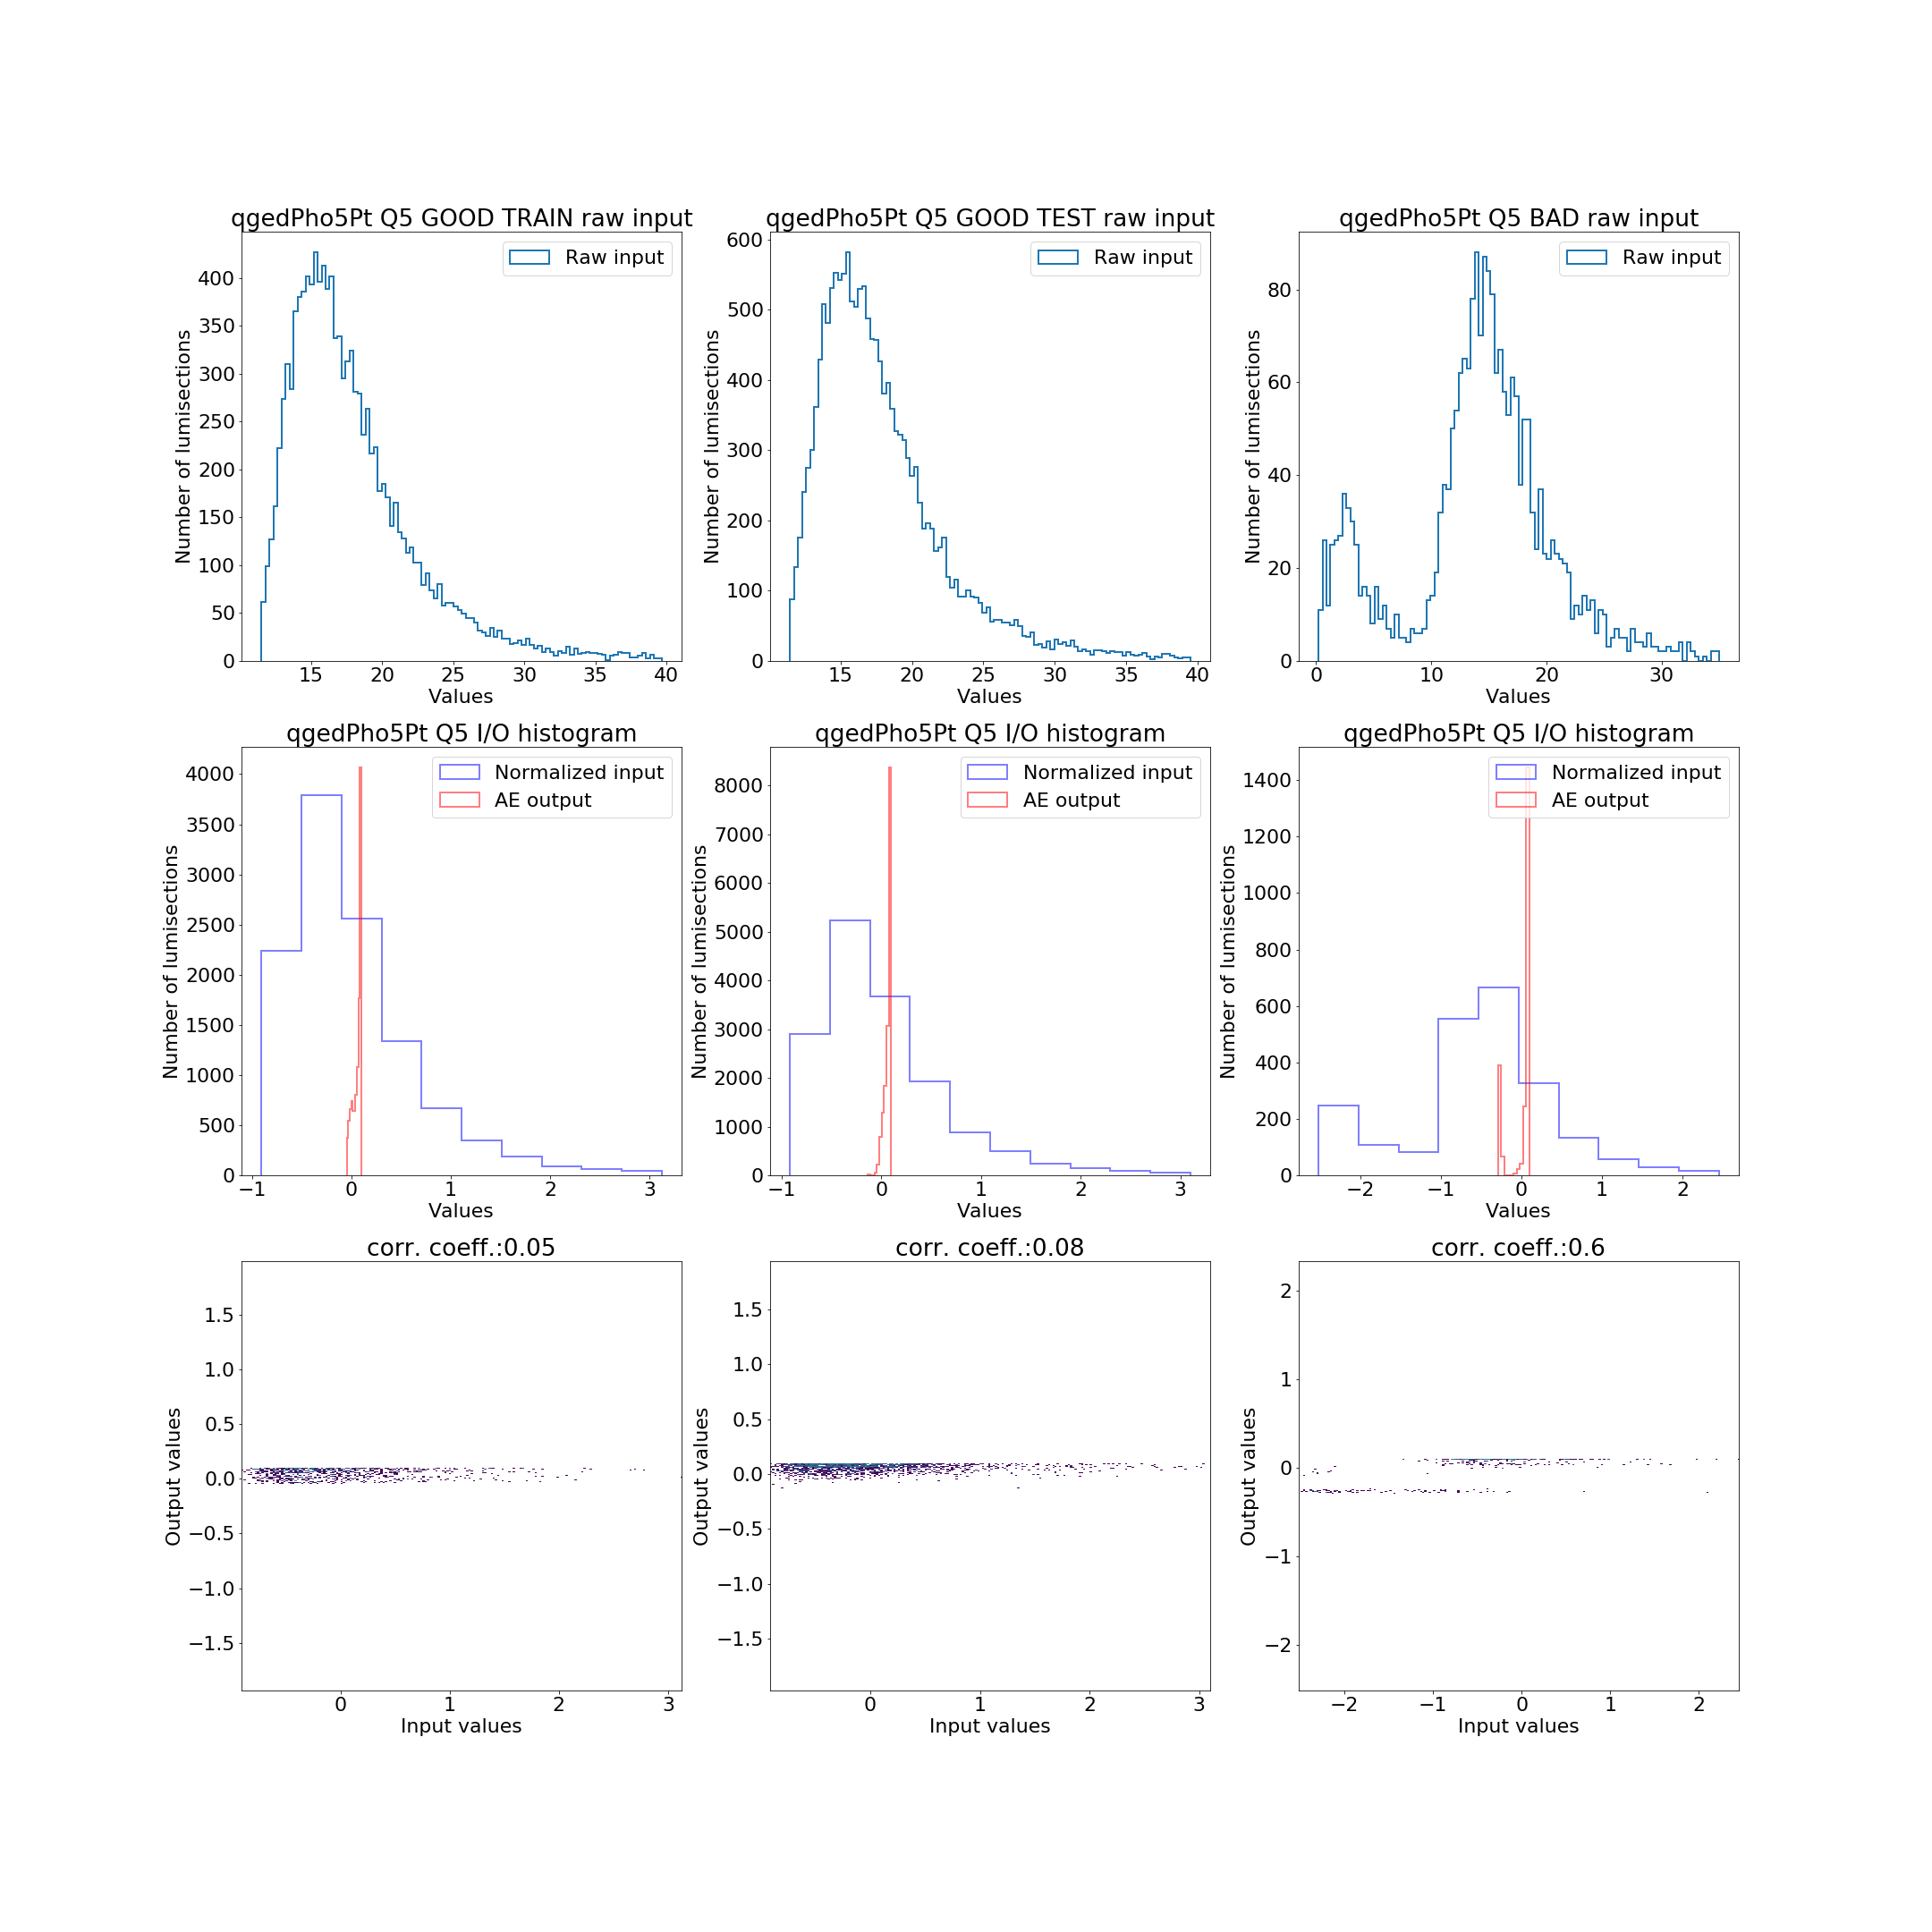 qgedPho5Pt Q5 GOOD TRAIN raw input
qgedPho5Pt Q5 GOOD TEST raw input
qgedPho5Pt Q5 BAD raw input
Raw input
Raw input
Raw input
Number of lumisections
400
350
300
250
200
150
100
50
0
15 20 25 30 35 40
Values
Number of lumisections
600
500
400
300
200
100
0
15 20 25 30 35 40
Values
Number of lumisections
80
60
40
20
0
0 10 20 30
Values
qgedPho5Pt Q5 I/O histogram
qgedPho5Pt Q5 I/O histogram
qgedPho5Pt Q5 I/O histogram
Normalized input
AE output
Normalized input
AE output
Normalized input
AE output
Number of lumisections
4000
3500
3000
2500
2000
1500
1000
500
0
−1 0 1 2 3
Values
Number of lumisections
8000
7000
6000
5000
4000
3000
2000
1000
0
−1 0 1 2 3
Values
Number of lumisections
1400
1200
1000
800
600
400
200
0
−2 −1 0 1 2
Values
corr. coeff.:0.05
corr. coeff.:0.08
corr. coeff.:0.6
Output values
1.5
1.0
0.5
0.0
−0.5
−1.0
−1.5
0 1 2 3
Input values
Output values
1.5
1.0
0.5
0.0
−0.5
−1.0
−1.5
0 1 2 3
Input values
Output values
2
1
0
−1
−2
−2 −1 0 1 2
Input values